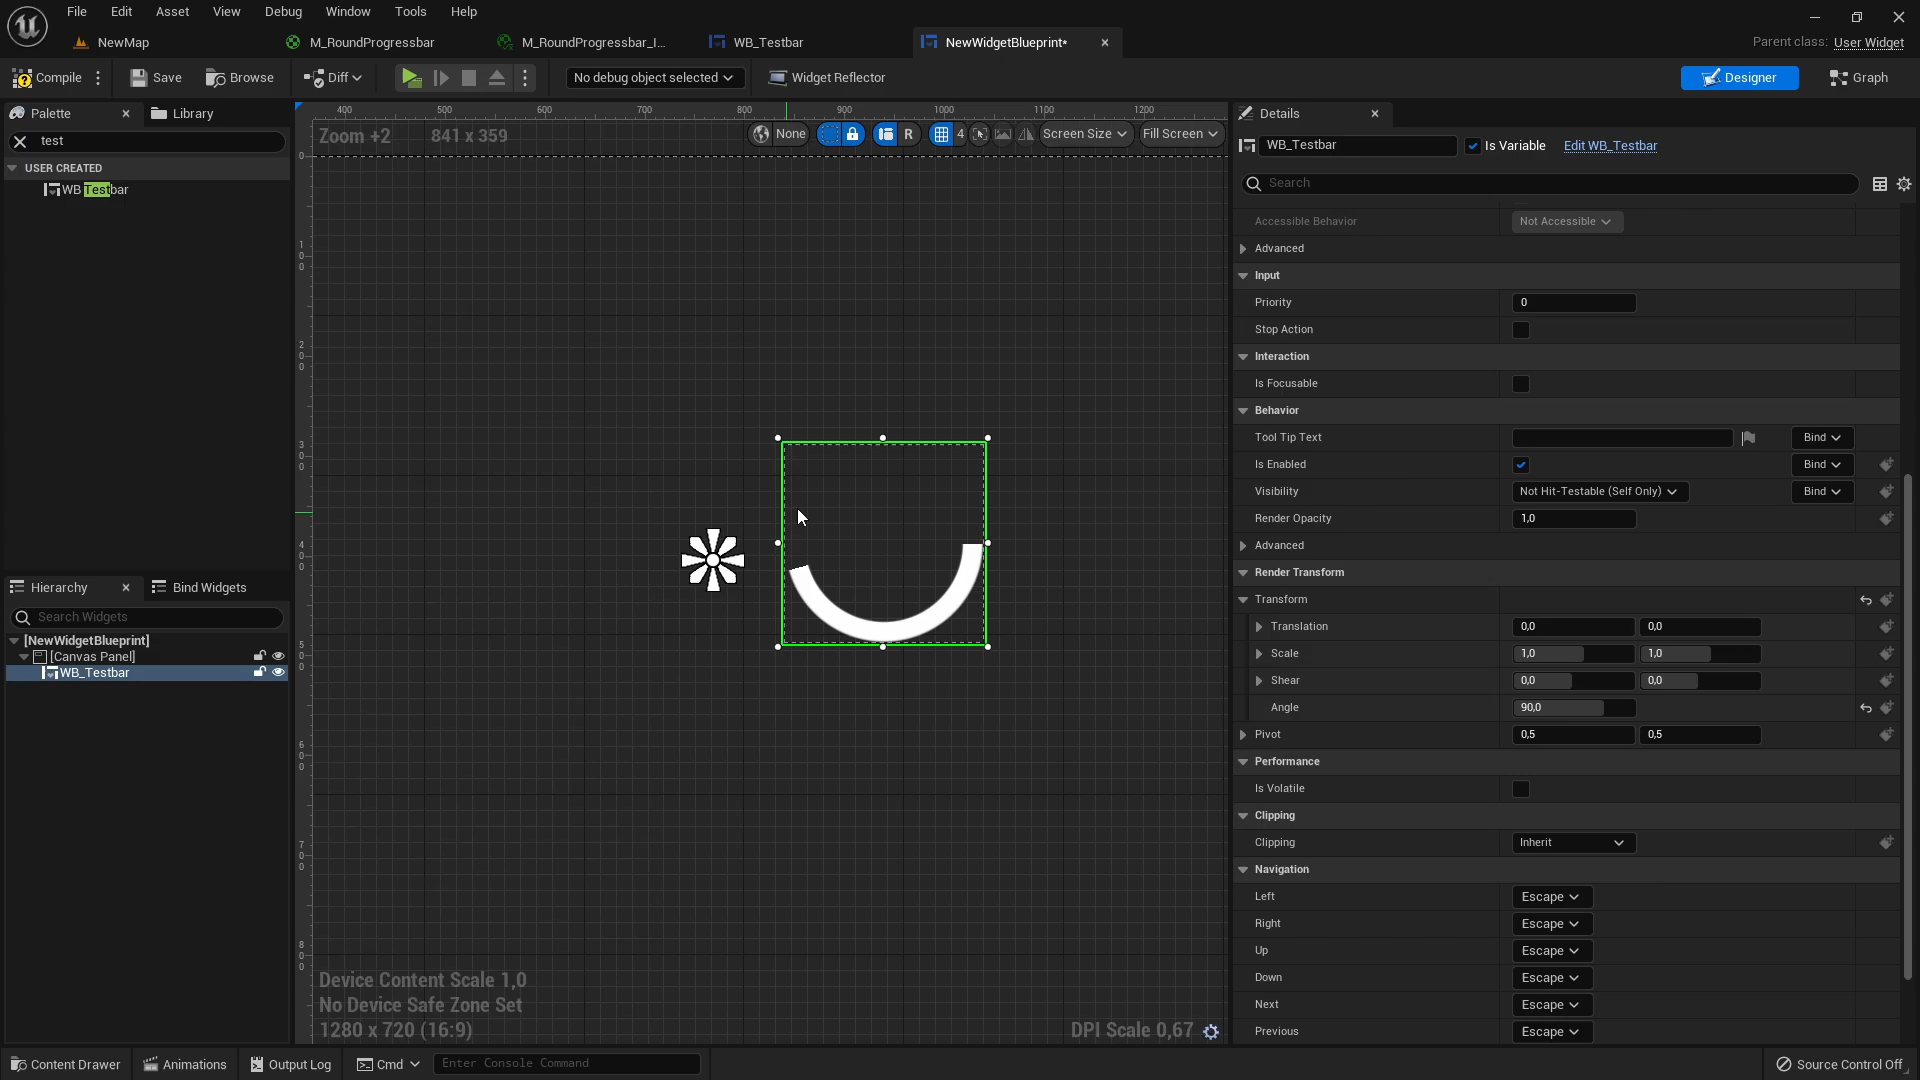 File Edit Asset View Debug Window Tools Help
NewMap M_RoundProgressbar M_RoundProgressbar_I... WB_Testbar NewWidgetBlueprint*
Parent class: User Widget
Compile Save Browse Diff No debug object selected Widget Reflector Designer Graph
Palette Library
test
USER CREATED
WB Testbar
Hierarchy Bind Widgets
Search Widgets
[NewWidgetBlueprint]
[Canvas Panel]
WB_Testbar
400 500 600 700 800 900 1000 1100 1200
Zoom +2 841 x 359 None R 4 Screen Size Fill Screen
0
100
200
300
400
500
600
700
800
Device Content Scale 1,0
No Device Safe Zone Set
1280 x 720 (16:9)
DPI Scale 0,67
Details
WB_Testbar Is Variable Edit WB_Testbar
Search
Accessible Behavior Not Accessible
Advanced
Input
Priority 0
Stop Action
Interaction
Is Focusable
Behavior
Tool Tip Text Bind
Is Enabled Bind
Visibility Not Hit-Testable (Self Only) Bind
Render Opacity 1,0
Advanced
Render Transform
Transform
Translation 0,0 0,0
Scale 1,0 1,0
Shear 0,0 0,0
Angle 90,0
Pivot 0,5 0,5
Performance
Is Volatile
Clipping
Clipping Inherit
Navigation
Left Escape
Right Escape
Up Escape
Down Escape
Next Escape
Previous Escape
Content Drawer Animations Output Log Cmd Enter Console Command Source Control Off